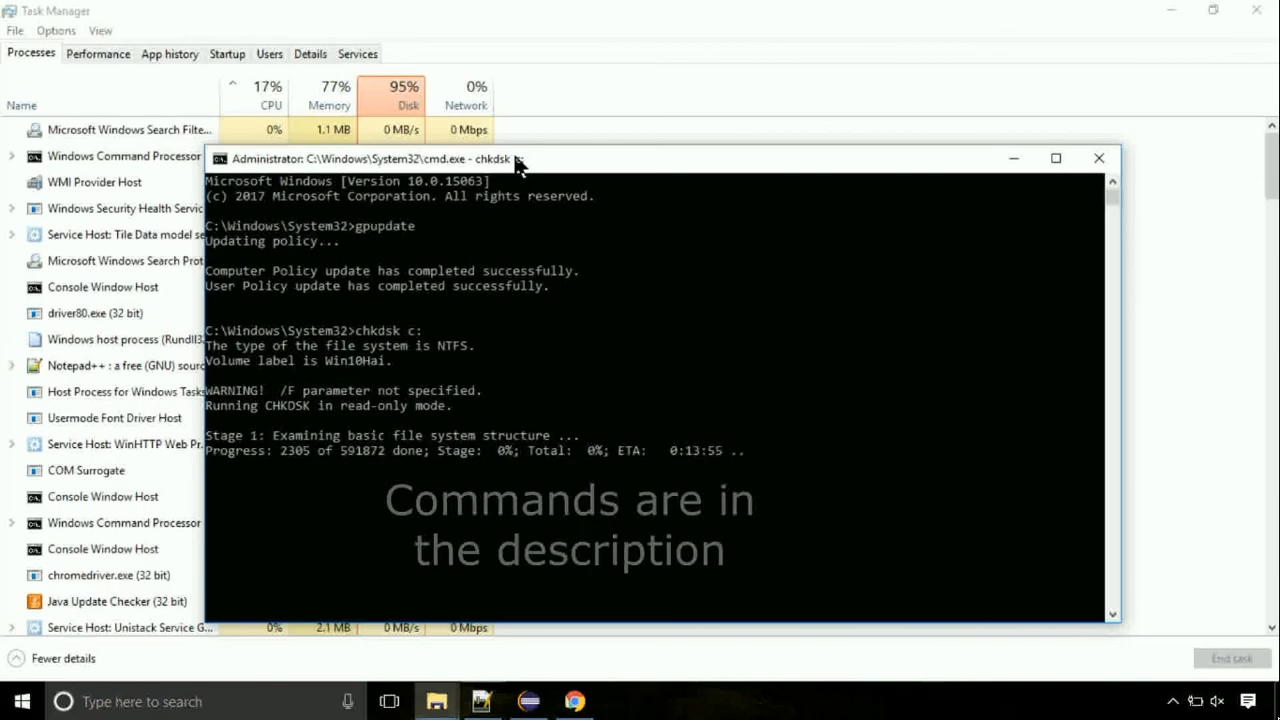 Task Manager
File Options View
Processes Performance App history Startup Users Details Services
17% 77% 95% 0%
Name CPU Memory Disk Network
Microsoft Windows Search Filte... 0% 1.1 MB 0 MB/s 0 Mbps
Windows Command Processor
WMI Provider Host
Windows Security Health Servic
Service Host: Tile Data model se
Microsoft Windows Search Prot
Console Window Host
driver80.exe (32 bit)
Windows host process (Rundll3
Notepad++ : a free (GNU) sourc
Host Process for Windows Task
Usermode Font Driver Host
Service Host: WinHTTP Web Pr
COM Surrogate
Console Window Host
Windows Command Processor
Console Window Host
chromedriver.exe (32 bit)
Java Update Checker (32 bit)
Service Host: Unistack Service G... 0% 2.1 MB 0 MB/s 0 Mbps
Administrator: C:\Windows\System32\cmd.exe - chkdsk
Microsoft Windows [Version 10.0.15063]
(c) 2017 Microsoft Corporation. All rights reserved.
C:\Windows\System32>gpupdate
Updating policy...
Computer Policy update has completed successfully.
User Policy update has completed successfully.
C:\Windows\System32>chkdsk c:
The type of the file system is NTFS.
Volume label is Win10Hai.
WARNING! /F parameter not specified.
Running CHKDSK in read-only mode.
Stage 1: Examining basic file system structure ...
Progress: 2305 of 591872 done; Stage: 0%; Total: 0%; ETA: 0:13:55 ..
Commands are in
the description
Fewer details
End task
Type here to search